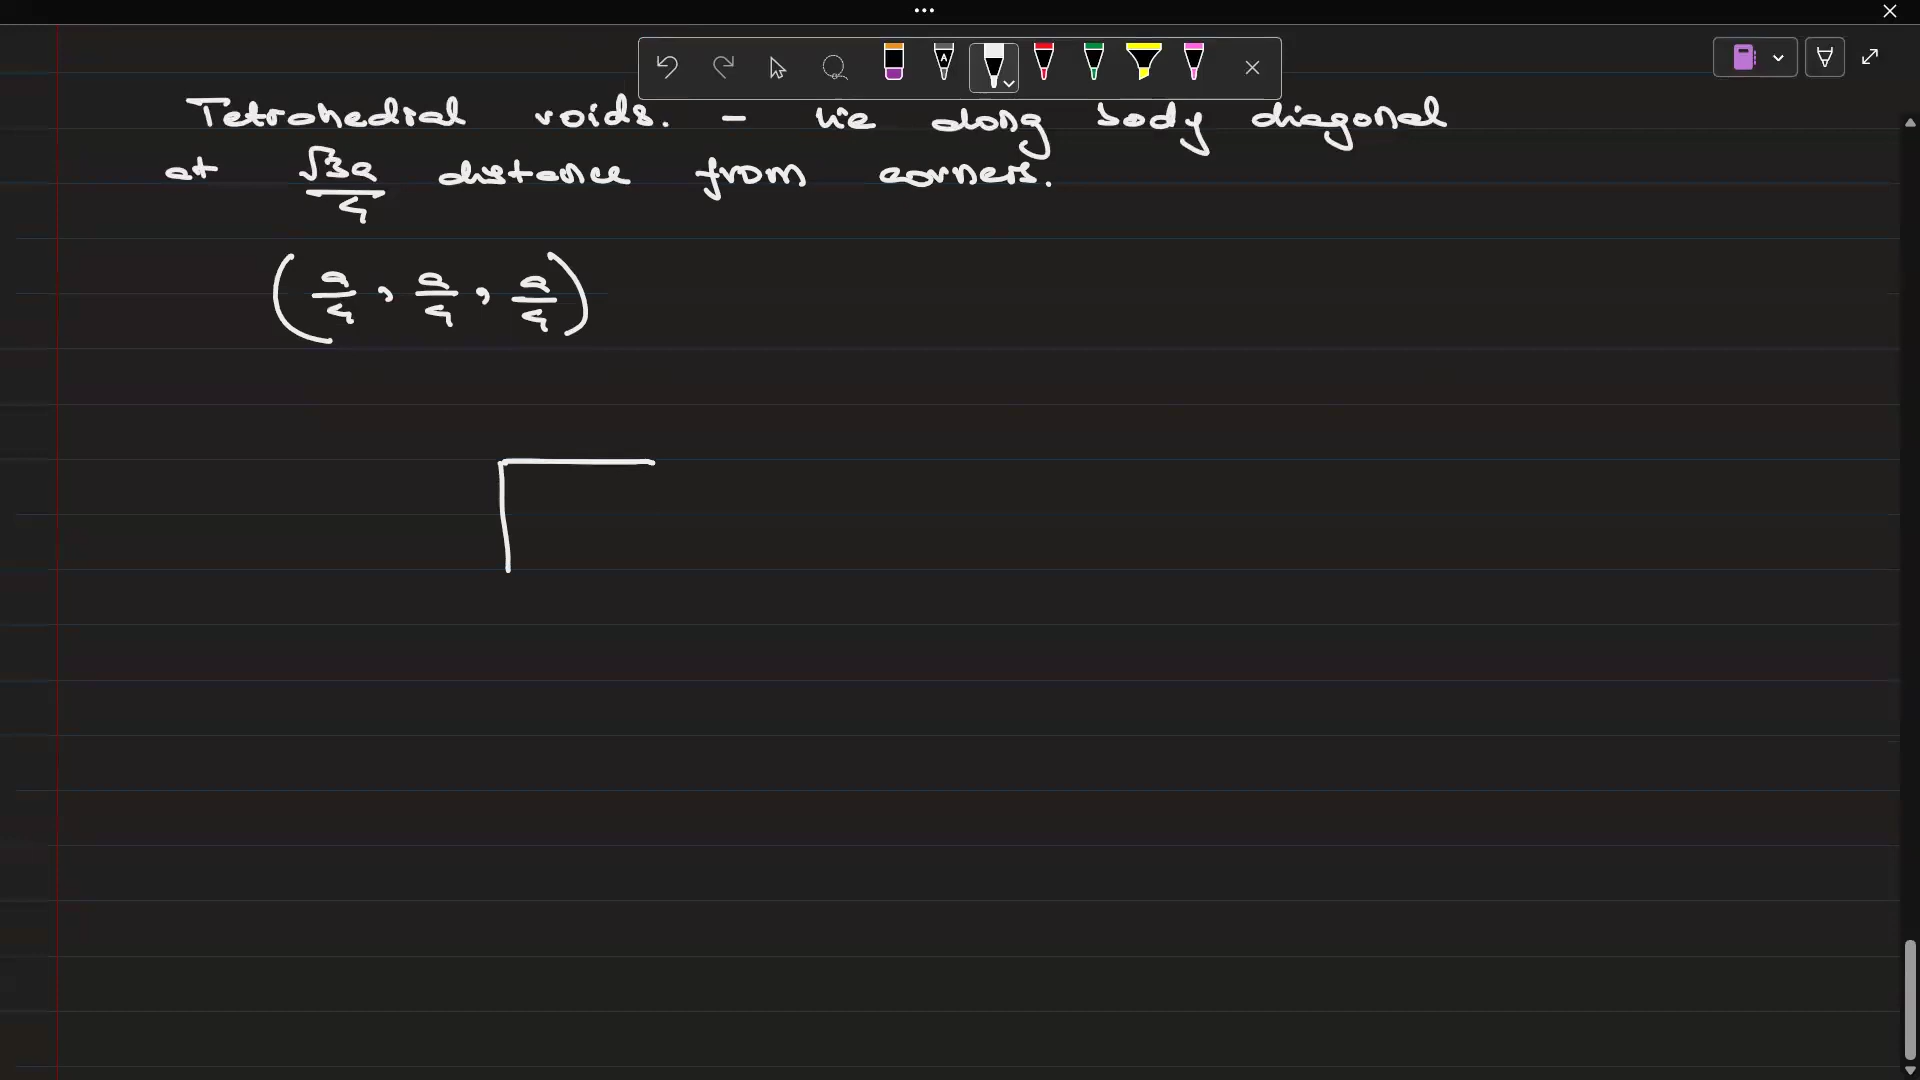 Tetrahedral voids. - lie along body diagonal
at √3a/4 distance from corners.
(a/4, a/4, a/4)